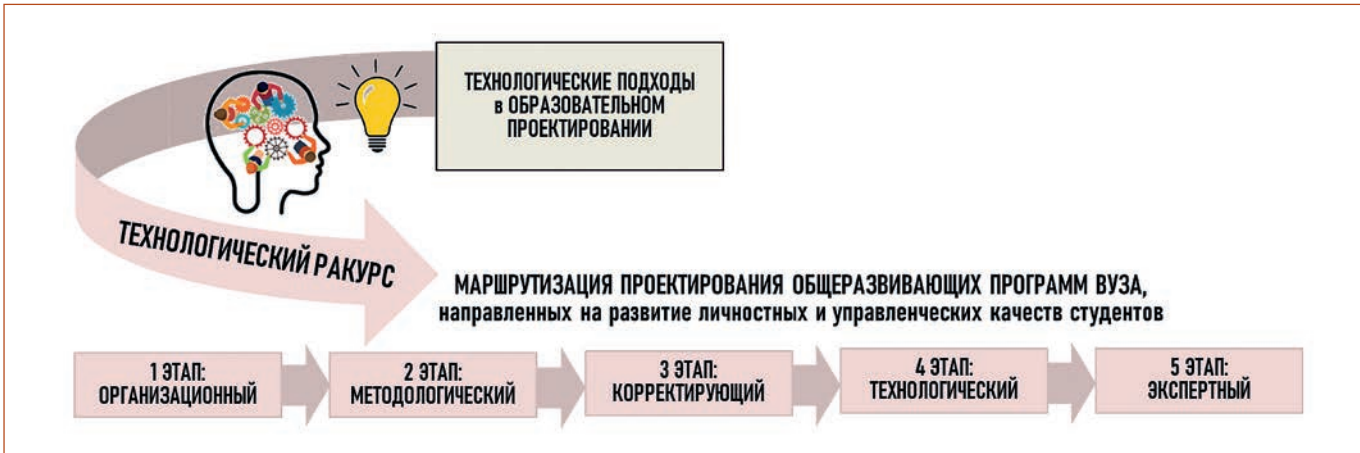 ТЕХНОЛОГИЧЕСКИЕ ПОДХОДЫ
в ОБРАЗОВАТЕЛЬНОМ
ПРОЕКТИРОВАНИИ
ТЕХНОЛОГИЧЕСКИЙ РАКУРС
МАРШРУТИЗАЦИЯ ПРОЕКТИРОВАНИЯ ОБЩЕРАЗВИВАЮЩИХ ПРОГРАММ ВУЗА,
направленных на развитие личностных и управленческих качеств студентов
1 ЭТАП:
ОРГАНИЗАЦИОННЫЙ
2 ЭТАП:
МЕТОДОЛОГИЧЕСКИЙ
3 ЭТАП:
КОРРЕКТИРУЮЩИЙ
4 ЭТАП:
ТЕХНОЛОГИЧЕСКИЙ
5 ЭТАП:
ЭКСПЕРТНЫЙ